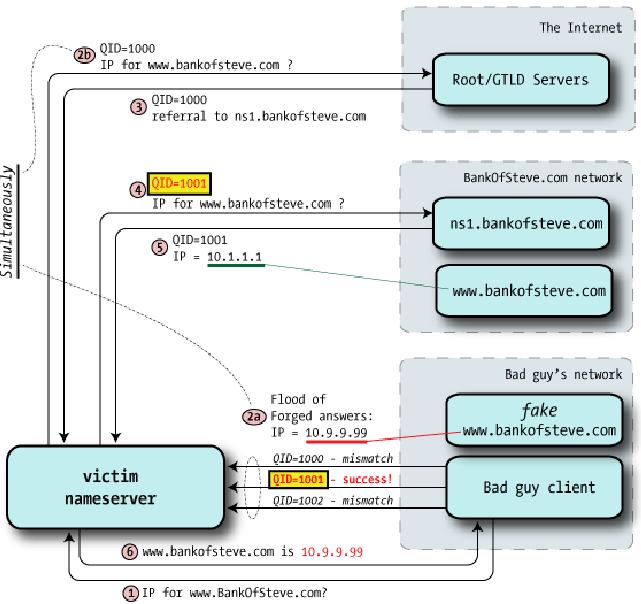 The Internet
2b QID=1000
IP for www.bankofsteve.com ?
Root/GTLD Servers
3 QID=1000
referral to ns1.bankofsteve.com
Simultaneously
BankOfSteve.com network
4 QID=1001
IP for www.bankofsteve.com ?
ns1.bankofsteve.com
5 QID=1001
IP = 10.1.1.1
www.bankofsteve.com
Bad guy's network
2a Flood of
Forged answers:
IP = 10.9.9.99
fake
www.bankofsteve.com
QID=1000 - mismatch
QID=1001 - success!
QID=1002 - mismatch
Bad guy client
victim
nameserver
6 www.bankofsteve.com is 10.9.9.99
1 IP for www.BankOfSteve.com?